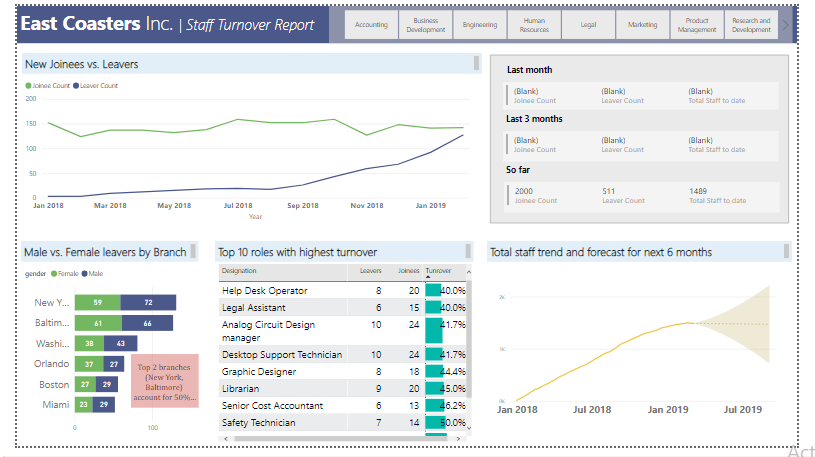 East Coasters Inc. | Staff Turnover Report
Accounting
Business Development
Engineering
Human Resources
Legal
Marketing
Product Management
Research and Development
New Joinees vs. Leavers
Joinee Count Leaver Count
200
150
100
50
0
Jan 2018 Mar 2018 May 2018 Jul 2018 Sep 2018 Nov 2018 Jan 2019
Year
Last month
(Blank) (Blank) (Blank)
Joinee Count Leaver Count Total Staff to date
Last 3 months
(Blank) (Blank) (Blank)
Joinee Count Leaver Count Total Staff to date
So far
2000 511 1489
Joinee Count Leaver Count Total Staff to date
Male vs. Female leavers by Branch
gender Female Male
New Y... 59 72
Baltim... 61 66
Washi... 38 43
Orlando 37 27
Boston 27 29
Miami 23 29
0 100
Top 2 branches
(New York,
Baltimore)
account for 50%...
Top 10 roles with highest turnover
Designation Leavers Joinees Turnover
Help Desk Operator 8 20 40.0%
Legal Assistant 6 15 40.0%
Analog Circuit Design 10 24 41.7%
manager
Desktop Support Technician 10 24 41.7%
Graphic Designer 8 18 44.4%
Librarian 9 20 45.0%
Senior Cost Accountant 6 13 46.2%
Safety Technician 7 14 50.0%
Total staff trend and forecast for next 6 months
2K
1K
0K
Jan 2018 Jul 2018 Jan 2019 Jul 2019
Act